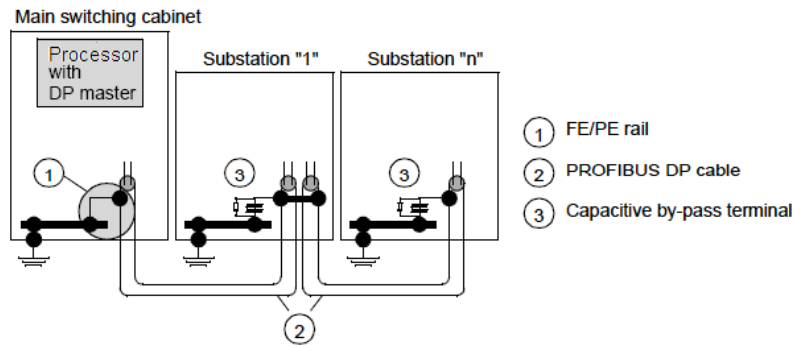 Main switching cabinet
Processor
with
DP master
Substation "1"
Substation "n"
1 FE/PE rail
2 PROFIBUS DP cable
3 Capacitive by-pass terminal
1
3
3
2